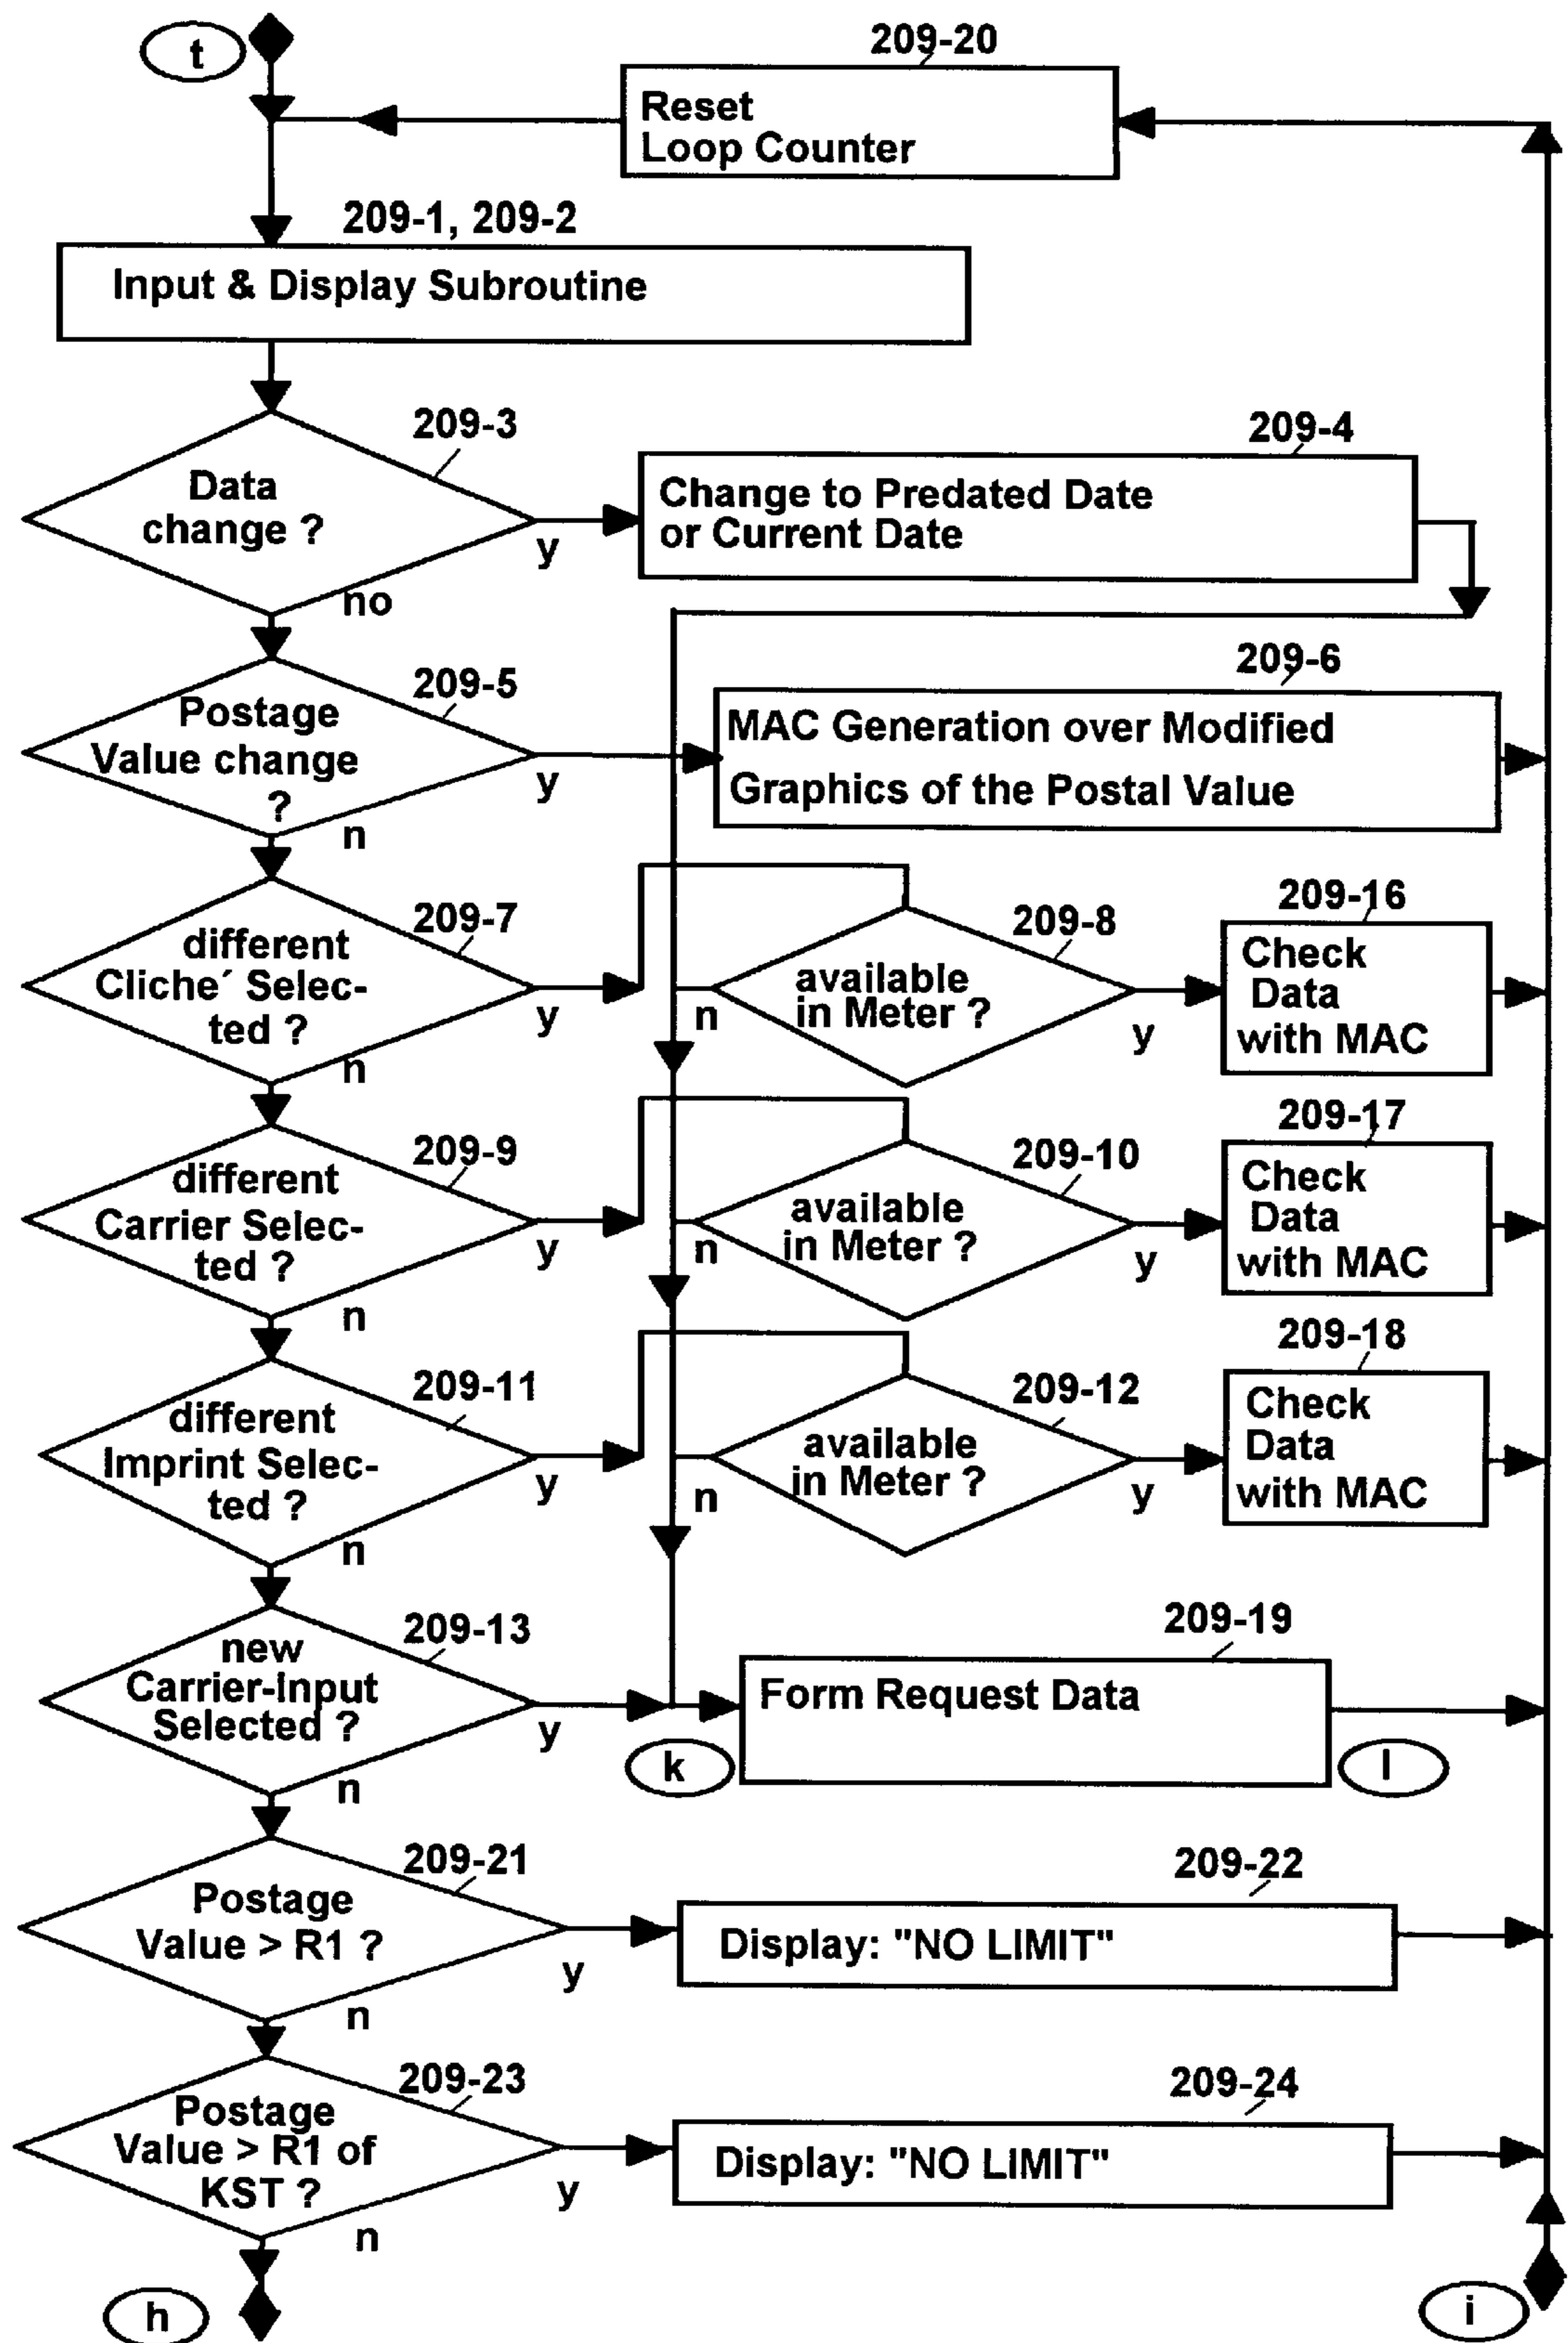 t
209-20
Reset
Loop Counter
209-1, 209-2
Input & Display Subroutine
209-3
Data
change ?
y
no
209-4
Change to Predated Date
or Current Date
209-5
Postage
Value change
?
y
n
209-6
MAC Generation over Modified
Graphics of the Postal Value
209-7
different
Cliche´ Selec-
ted ?
y
n
209-8
available
in Meter ?
n
y
209-16
Check
Data
with MAC
209-9
different
Carrier Selec-
ted ?
y
n
209-10
available
in Meter ?
n
y
209-17
Check
Data
with MAC
209-11
different
Imprint Selec-
ted ?
y
n
209-12
available
in Meter ?
n
y
209-18
Check
Data
with MAC
209-13
new
Carrier-Input
Selected ?
y
n
k
209-19
Form Request Data
l
209-21
Postage
Value > R1 ?
y
n
209-22
Display: "NO LIMIT"
209-23
Postage
Value > R1 of
KST ?
y
n
209-24
Display: "NO LIMIT"
h
i